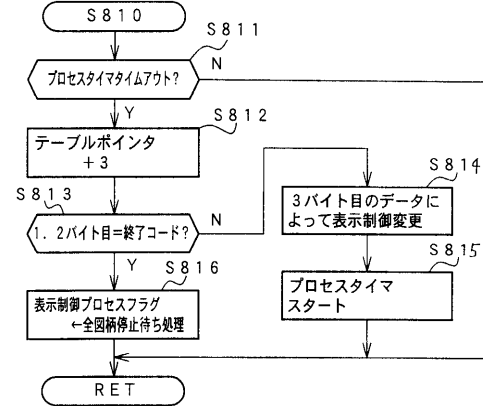 S810
S811
プロセスタイマタイムアウト?
N
Y
S812
テーブルポインタ
+3
S813
1．2バイト目=終了コード?
N
Y
S814
3バイト目のデータに
よって表示制御変更
S815
プロセスタイマ
スタート
S816
表示制御プロセスフラグ
←全図柄停止待ち処理
RET